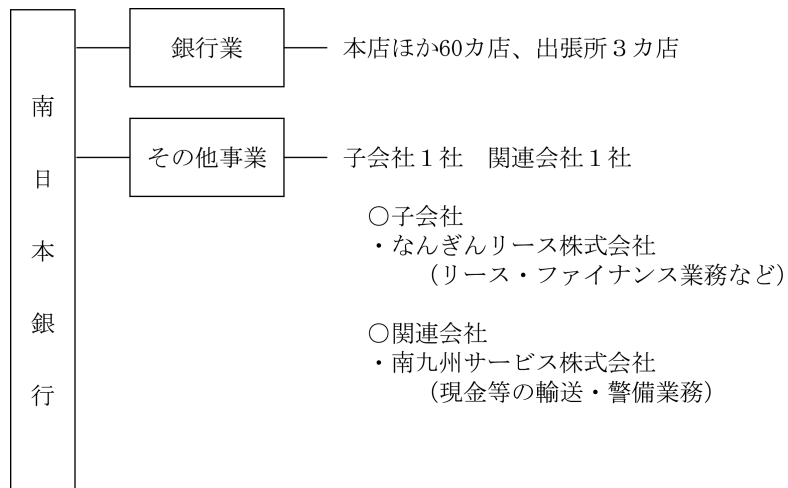 南日本銀行
銀行業
本店ほか60カ店、出張所３カ店
その他事業
子会社１社　関連会社１社
○子会社
・なんぎんリース株式会社
（リース・ファイナンス業務など）
○関連会社
・南九州サービス株式会社
（現金等の輸送・警備業務）